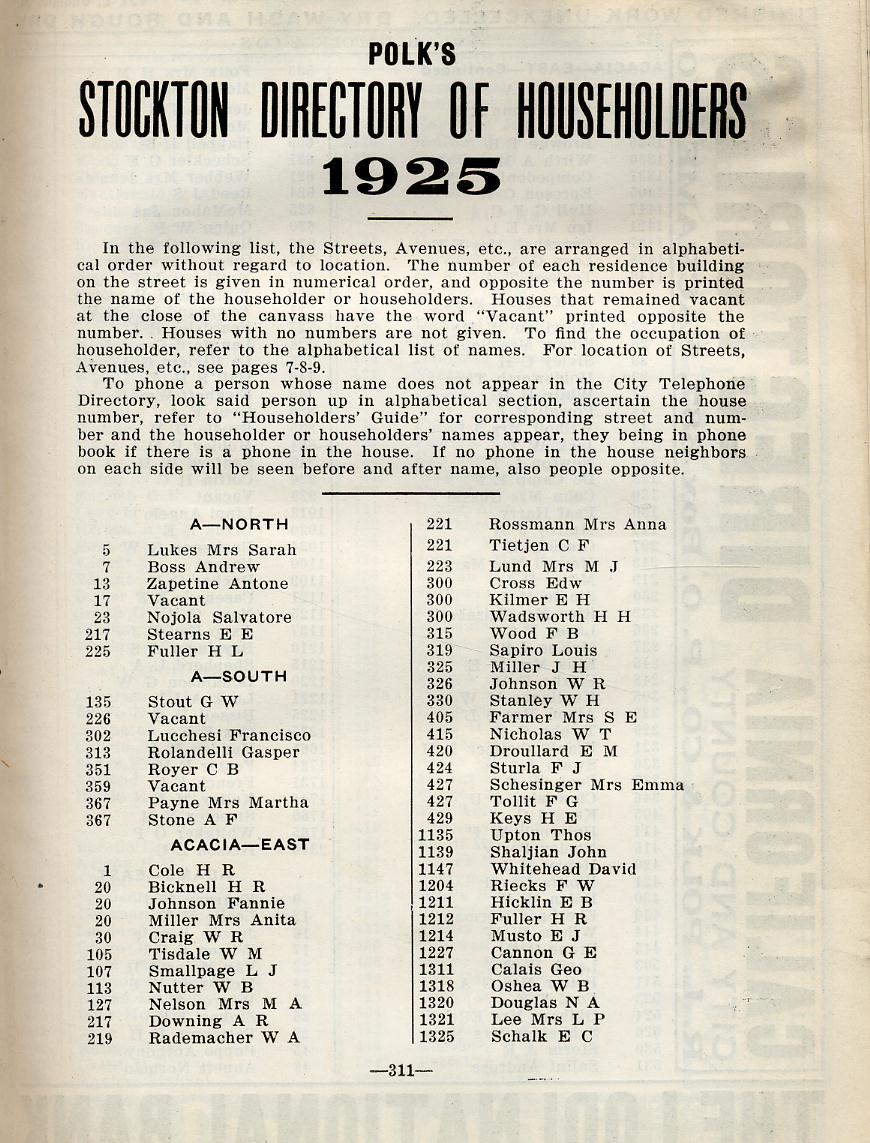 POLK'S
STOCKTON DIRECTORY OF HOUSEHOLDERS
1925
In the following list, the Streets, Avenues, etc., are arranged in alphabeti-
cal order without regard to location. The number of each residence building
on the street is given in numerical order, and opposite the number is printed
the name of the householder or householders. Houses that remained vacant
at the close of the canvass have the word "Vacant" printed opposite the
number. Houses with no numbers are not given. To find the occupation of
householder, refer to the alphabetical list of names. For location of Streets,
Avenues, etc., see pages 7-8-9.
To phone a person whose name does not appear in the City Telephone
Directory, look said person up in alphabetical section, ascertain the house
number, refer to "Householders' Guide" for corresponding street and num-
ber and the householder or householders' names appear, they being in phone
book if there is a phone in the house. If no phone in the house neighbors
on each side will be seen before and after name, also people opposite.
A—NORTH
5 Lukes Mrs Sarah
7 Boss Andrew
13 Zapetine Antone
17 Vacant
23 Nojola Salvatore
217 Stearns E E
225 Fuller H L
A—SOUTH
135 Stout G W
226 Vacant
302 Lucchesi Francisco
313 Rolandelli Gasper
351 Royer C B
359 Vacant
367 Payne Mrs Martha
367 Stone A F
ACACIA—EAST
1 Cole H R
20 Bicknell H R
20 Johnson Fannie
20 Miller Mrs Anita
30 Craig W R
105 Tisdale W M
107 Smallpage L J
113 Nutter W B
127 Nelson Mrs M A
217 Downing A R
219 Rademacher W A
221 Rossmann Mrs Anna
221 Tietjen C F
223 Lund Mrs M J
300 Cross Edw
300 Kilmer E H
300 Wadsworth H H
315 Wood F B
319 Sapiro Louis
325 Miller J H
326 Johnson W R
330 Stanley W H
405 Farmer Mrs S E
415 Nicholas W T
420 Droullard E M
424 Sturla F J
427 Schesinger Mrs Emma
427 Tollit F G
429 Keys H E
1135 Upton Thos
1139 Shaljian John
1147 Whitehead David
1204 Riecks F W
1211 Hicklin E B
1212 Fuller H R
1214 Musto E J
1227 Cannon G E
1311 Calais Geo
1318 Oshea W B
1320 Douglas N A
1321 Lee Mrs L P
1325 Schalk E C
—311—